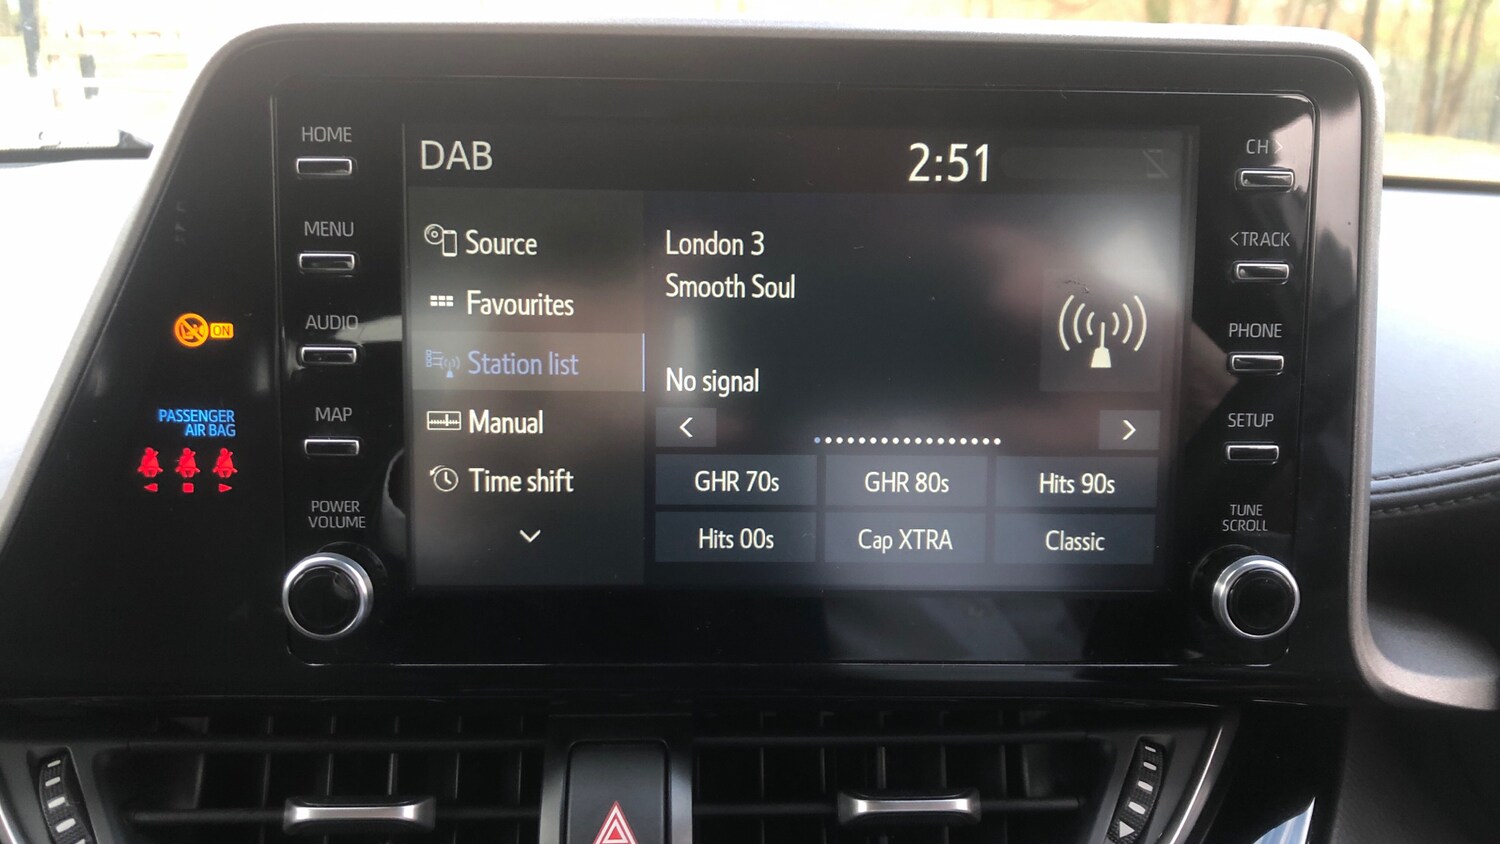 HOME
MENU
AUDIO
MAP
POWER
VOLUME
ON
PASSENGER
AIR BAG
DAB
2:51
Source
Favourites
Station list
Manual
Time shift
London 3
Smooth Soul
No signal
<
>
GHR 70s
GHR 80s
Hits 90s
Hits 00s
Cap XTRA
Classic
CH >
< TRACK
PHONE
SETUP
TUNE
SCROLL